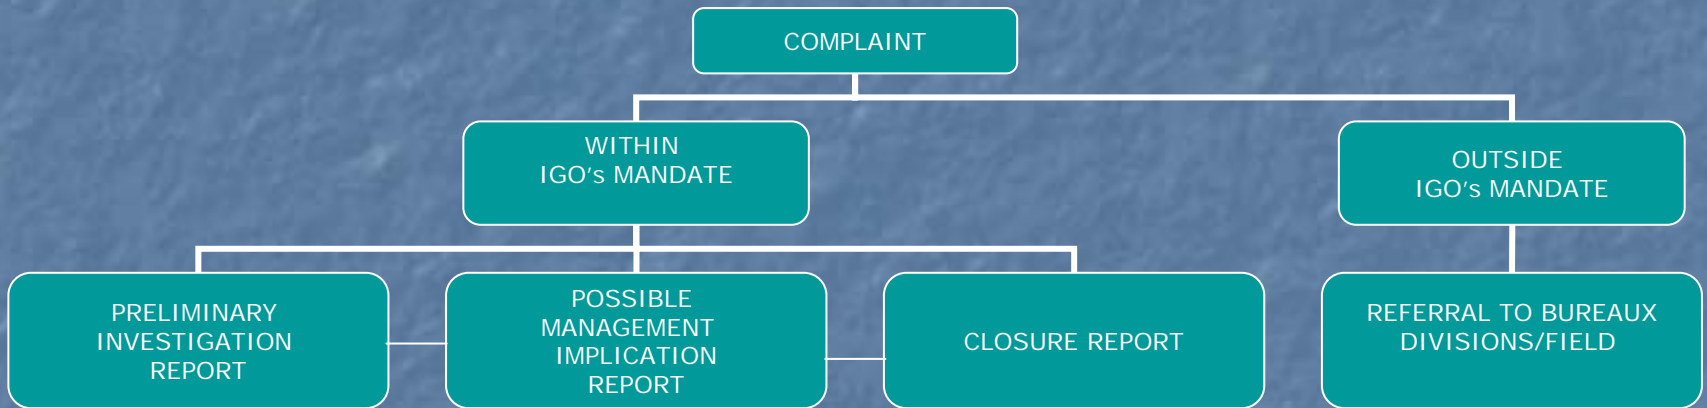 COMPLAINT
WITHIN
IGO's MANDATE
OUTSIDE
IGO's MANDATE
PRELIMINARY
INVESTIGATION
REPORT
POSSIBLE
MANAGEMENT
IMPLICATION
REPORT
CLOSURE REPORT
REFERRAL TO BUREAUX
DIVISIONS/FIELD